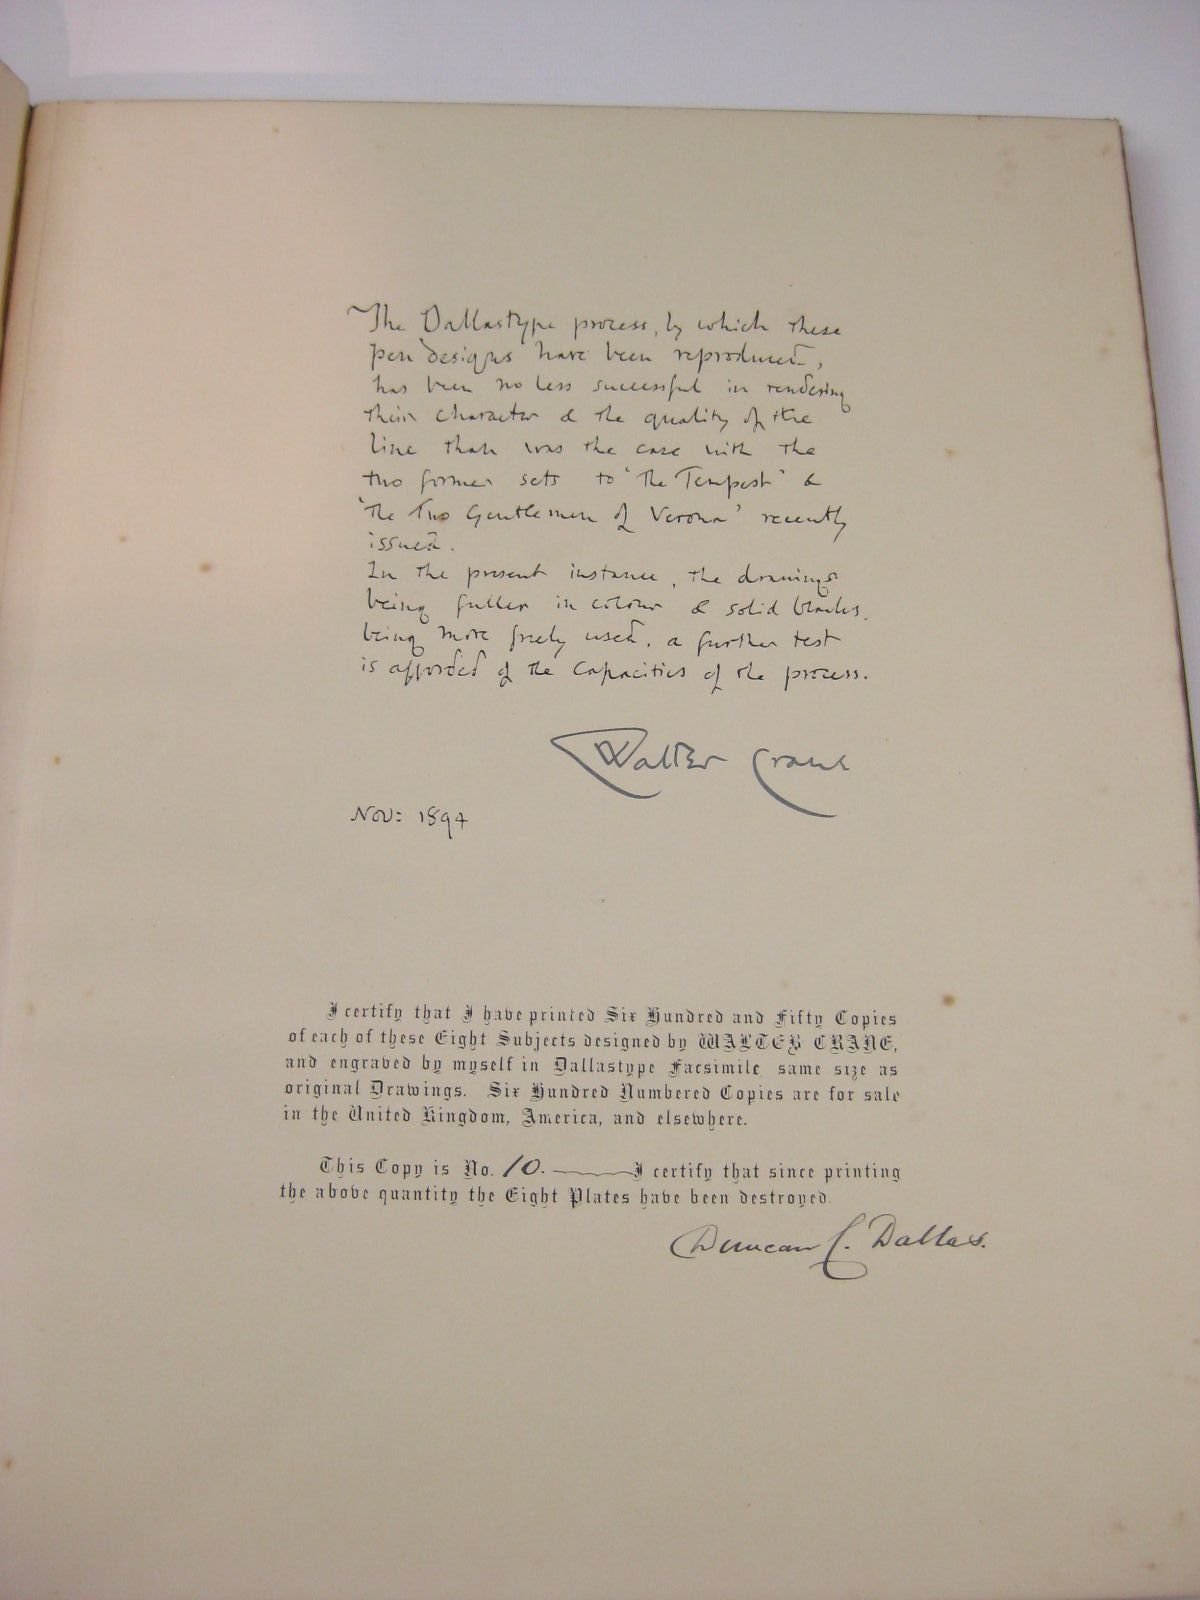 The Dallastype process, by which these
pen designs have been reproduced,
has been no less successful in rendering
their character & the quality of the
line than was the case with the
two former sets to 'The Tempest' &
'The Two Gentlemen of Verona' recently
issued.
In the present instance, the drawings
being fuller in colour & solid blacks
being more freely used, a further test
is afforded of the capacities of the process.
Walter Crane
Nov: 1894
I certify that I have printed Six Hundred and Fifty Copies
of each of these Eight Subjects designed by WALTER CRANE,
and engraved by myself in Dallastype Facsimile same size as
original Drawings. Six Hundred Numbered Copies are for sale
in the United Kingdom, America, and elsewhere.
This Copy is No. 10. I certify that since printing
the above quantity the Eight Plates have been destroyed.
Duncan C. Dallas.